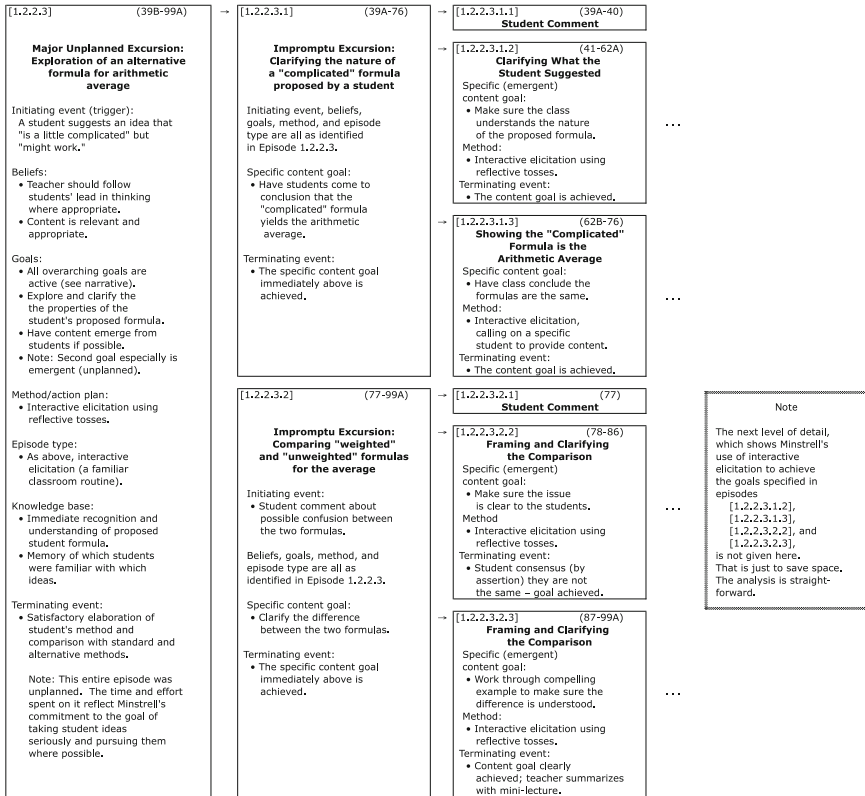 [1.2.2.3] (39B-99A)
Major Unplanned Excursion:
Exploration of an alternative
formula for arithmetic
average
Initiating event (trigger):
A student suggests an idea that
"is a little complicated" but
"might work."
Beliefs:
• Teacher should follow
students' lead in thinking
where appropriate.
• Content is relevant and
appropriate.
Goals:
• All overarching goals are
active (see narrative).
• Explore and clarify the
the properties of the
student's proposed formula.
• Have content emerge from
students if possible.
• Note: Second goal especially is
emergent (unplanned).
Method/action plan:
• Interactive elicitation using
reflective tosses.
Episode type:
• As above, interactive
elicitation (a familiar
classroom routine).
Knowledge base:
• Immediate recognition and
understanding of proposed
student formula.
• Memory of which students
were familiar with which
ideas.
Terminating event:
• Satisfactory elaboration of
student's method and
comparison with standard and
alternative methods.
Note: This entire episode was
unplanned. The time and effort
spent on it reflect Minstrell's
commitment to the goal of
taking student ideas
seriously and pursuing them
where possible.
→
[1.2.2.3.1] (39A-76)
Impromptu Excursion:
Clarifying the nature of
a "complicated" formula
proposed by a student
Initiating event, beliefs,
goals, method, and episode
type are all as identified
in Episode 1.2.2.3.
Specific content goal:
• Have students come to
conclusion that the
"complicated" formula
yields the arithmetic
average.
Terminating event:
• The specific content goal
immediately above is
achieved.
→
[1.2.2.3.1.1] (39A-40)
Student Comment
→
[1.2.2.3.1.2] (41-62A)
Clarifying What the
Student Suggested
Specific (emergent)
content goal:
• Make sure the class
understands the nature
of the proposed formula.
Method:
• Interactive elicitation using
reflective tosses.
Terminating event:
• The content goal is achieved.
...
→
[1.2.2.3.1.3] (62B-76)
Showing the "Complicated"
Formula is the
Arithmetic Average
Specific content goal:
• Have class conclude the
formulas are the same.
Method:
• Interactive elicitation,
calling on a specific
student to provide content.
Terminating event:
• The content goal is achieved.
...
[1.2.2.3.2] (77-99A)
Impromptu Excursion:
Comparing "weighted"
and "unweighted" formulas
for the average
Initiating event:
• Student comment about
possible confusion between
the two formulas.
Beliefs, goals, method, and
episode type are all as
identified in Episode 1.2.2.3.
Specific content goal:
• Clarify the difference
between the two formulas.
Terminating event:
• The specific content goal
immediately above is
achieved.
→
[1.2.2.3.2.1] (77)
Student Comment
→
[1.2.2.3.2.2] (78-86)
Framing and Clarifying
the Comparison
Specific (emergent)
content goal:
• Make sure the issue
is clear to the students.
Method
• Interactive elicitation using
reflective tosses.
Terminating event:
• Student consensus (by
assertion) they are not
the same – goal achieved.
...
→
[1.2.2.3.2.3] (87-99A)
Framing and Clarifying
the Comparison
Specific (emergent)
content goal:
• Work through compelling
example to make sure the
difference is understood.
Method:
• Interactive elicitation using
reflective tosses.
Terminating event:
• Content goal clearly
achieved; teacher summarizes
with mini-lecture.
...
Note
The next level of detail,
which shows Minstrell's
use of interactive
elicitation to achieve
the goals specified in
episodes
[1.2.2.3.1.2],
[1.2.2.3.1.3],
[1.2.2.3.2.2], and
[1.2.2.3.2.3],
is not given here.
That is just to save space.
The analysis is straight-
forward.